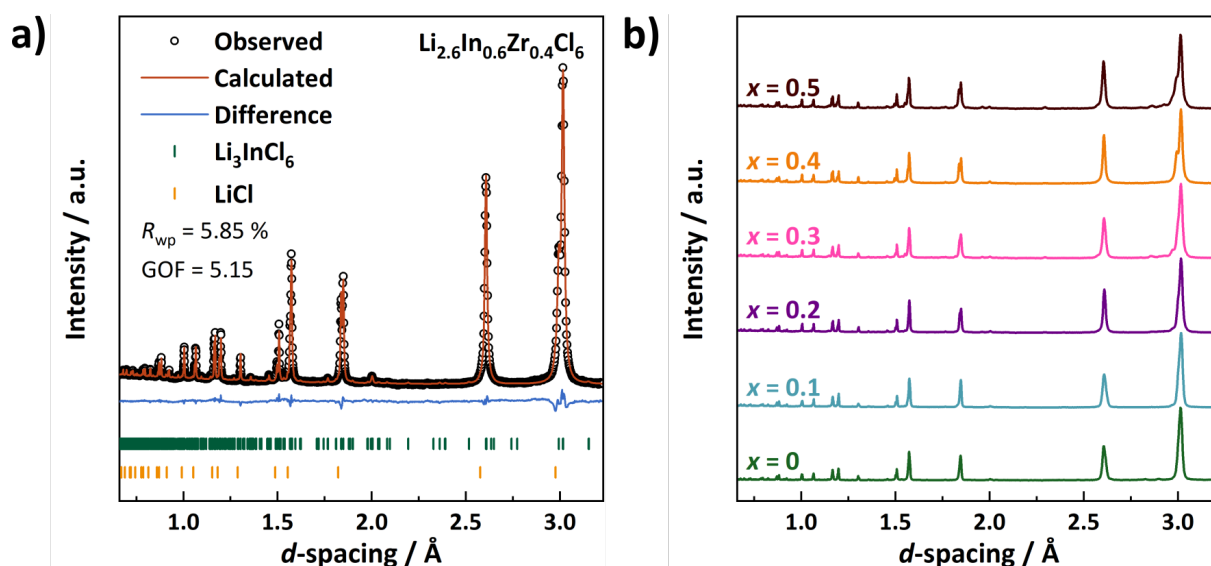 a)
Observed
Calculated
Difference
Li₃InCl₆
LiCl
Rwp = 5.85 %
GOF = 5.15
Li₂.₆In₀.₆Zr₀.₄Cl₆
Intensity / a.u.
1.0 1.5 2.0 2.5 3.0
d-spacing / Å
b)
x = 0.5
x = 0.4
x = 0.3
x = 0.2
x = 0.1
x = 0
Intensity / a.u.
1.0 1.5 2.0 2.5 3.0
d-spacing / Å